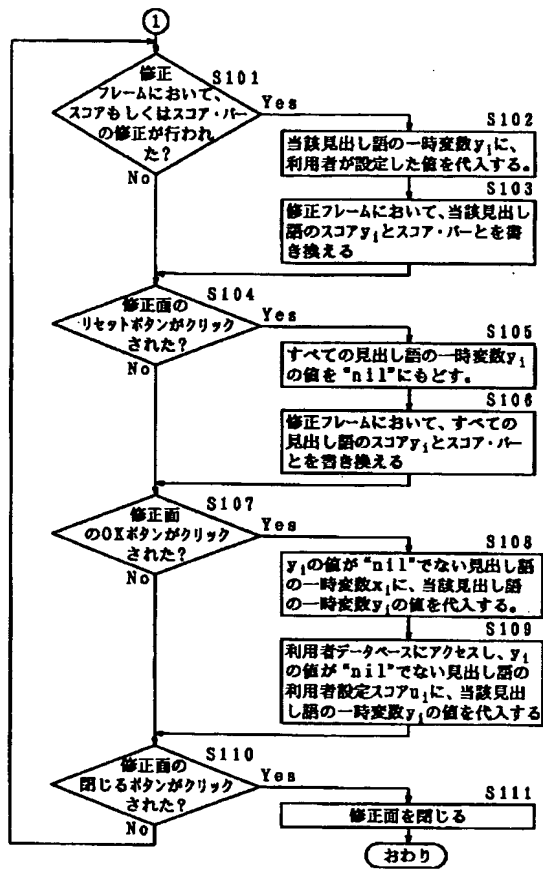 1
修正
S101
フレームにおいて、
スコアもしくはスコア・バー
の修正が行われ
た?
Yes
No
S102
当該見出し語の一時変数yiに、
利用者が設定した値を代入する。
S103
修正フレームにおいて、当該見出し
語のスコアyiとスコア・バーとを書
き換える
S104
修正面の
リセットボタンがクリック
された?
Yes
No
S105
すべての見出し語の一時変数yi
の値を"nil"にもどす。
S106
修正フレームにおいて、すべての
見出し語のスコアyiとスコア・バー
とを書き換える
S107
修正面
のOKボタンがクリック
された?
Yes
No
S108
yiの値が"nil"でない見出し語
の一時変数xiに、当該見出し語
の一時変数yiの値を代入する。
S109
利用者データベースにアクセスし、yi
の値が"nil"でない見出し語の
利用者設定スコアuiに、当該見出
し語の一時変数yiの値を代入する
S110
修正面の
閉じるボタンがクリック
された?
Yes
No
S111
修正面を閉じる
おわり